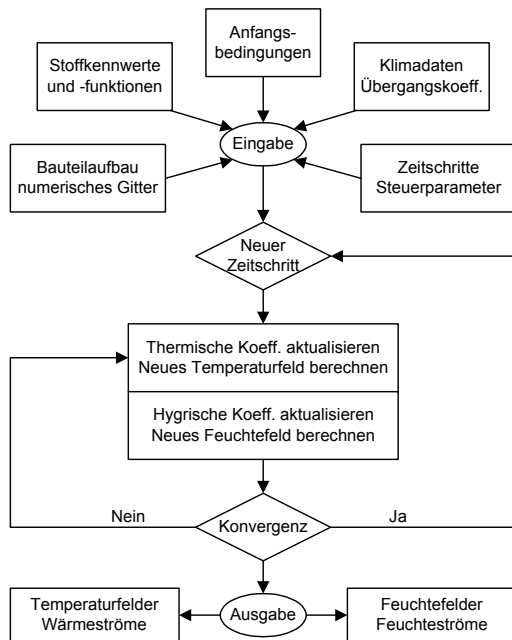 Anfangs-
bedingungen
Stoffkennwerte
und -funktionen
Klimadaten
Übergangskoeff.
Eingabe
Bauteilaufbau
numerisches Gitter
Zeitschritte
Steuerparameter
Neuer
Zeitschritt
Thermische Koeff. aktualisieren
Neues Temperaturfeld berechnen
Hygrische Koeff. aktualisieren
Neues Feuchtefeld berechnen
Nein
Konvergenz
Ja
Temperaturfelder
Wärmeströme
Ausgabe
Feuchtefelder
Feuchteströme